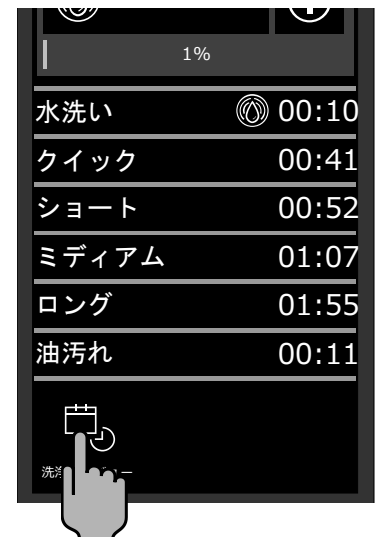 1%
水洗い 00:10
クイック 00:41
ショート 00:52
ミディアム 01:07
ロング 01:55
油汚れ 00:11